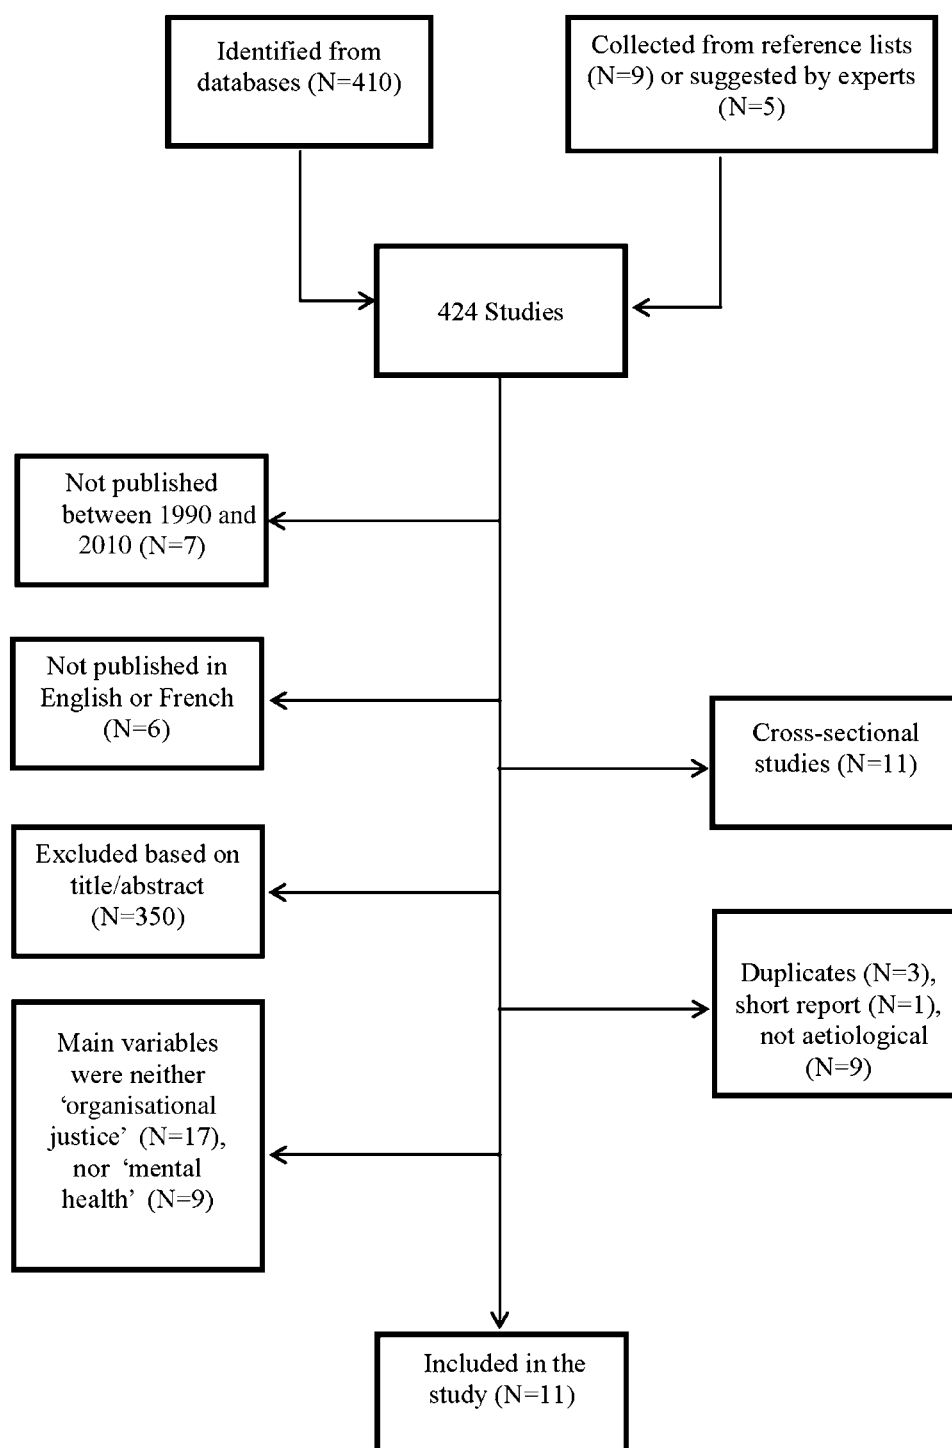 Identified from
databases (N=410)
Collected from reference lists
(N=9) or suggested by experts
(N=5)
424 Studies
Not published
between 1990 and
2010 (N=7)
Not published in
English or French
(N=6)
Cross-sectional
studies (N=11)
Excluded based on
title/abstract
(N=350)
Duplicates (N=3),
short report (N=1),
not aetiological
(N=9)
Main variables
were neither
‘organisational
justice’ (N=17),
nor ‘mental
health’ (N=9)
Included in the
study (N=11)